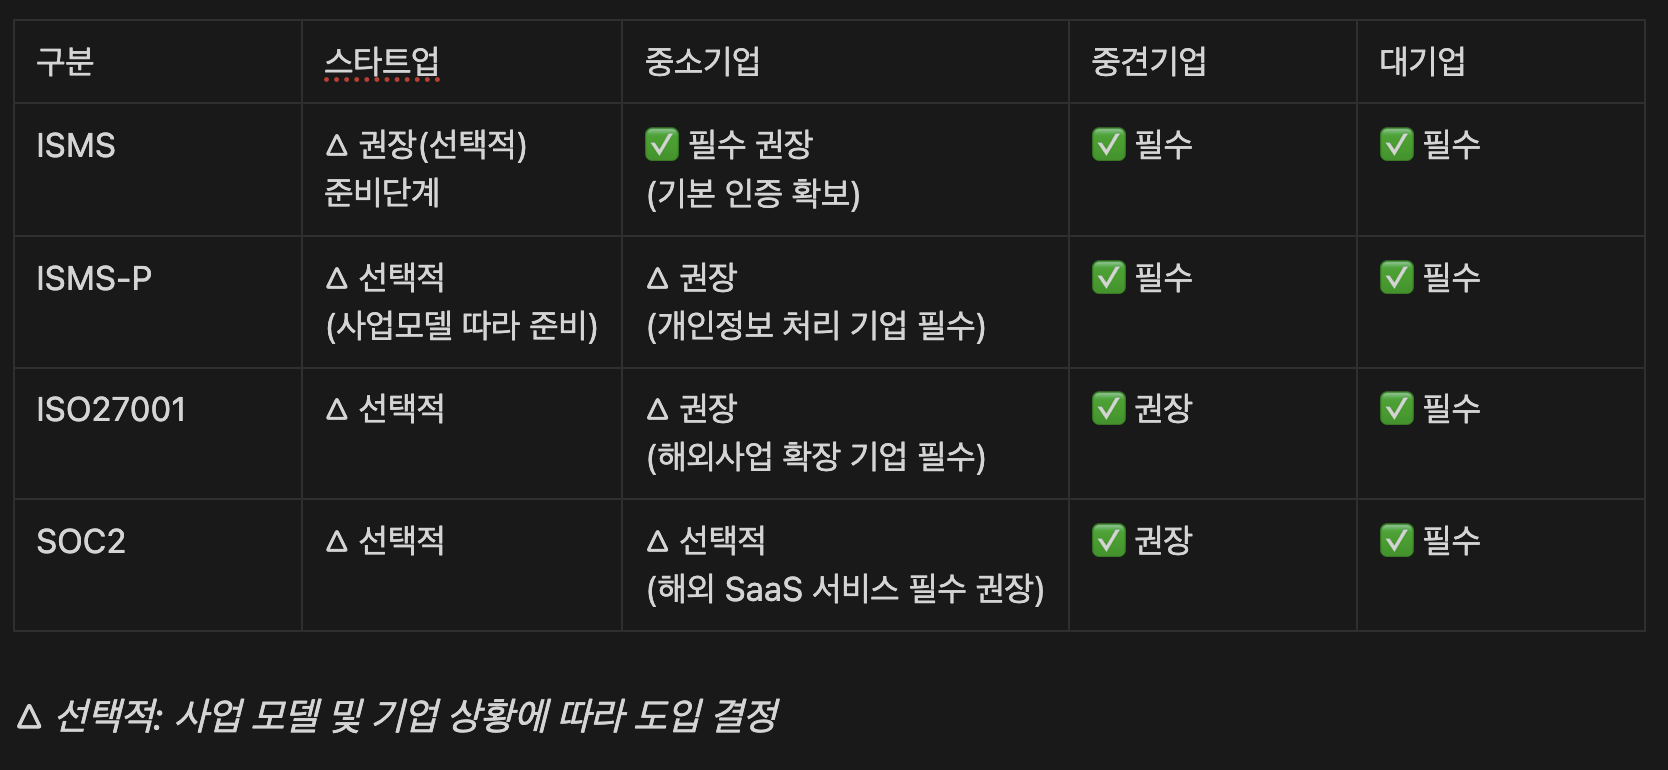 구분 스타트업 중소기업 중견기업 대기업
ISMS △ 권장(선택적) ✅ 필수 권장 ✅ 필수 ✅ 필수
준비단계 (기본 인증 확보)
ISMS-P △ 선택적 △ 권장 ✅ 필수 ✅ 필수
(사업모델 따라 준비) (개인정보 처리 기업 필수)
ISO27001 △ 선택적 △ 권장 ✅ 권장 ✅ 필수
(해외사업 확장 기업 필수)
SOC2 △ 선택적 △ 선택적 ✅ 권장 ✅ 필수
(해외 SaaS 서비스 필수 권장)
△ 선택적: 사업 모델 및 기업 상황에 따라 도입 결정